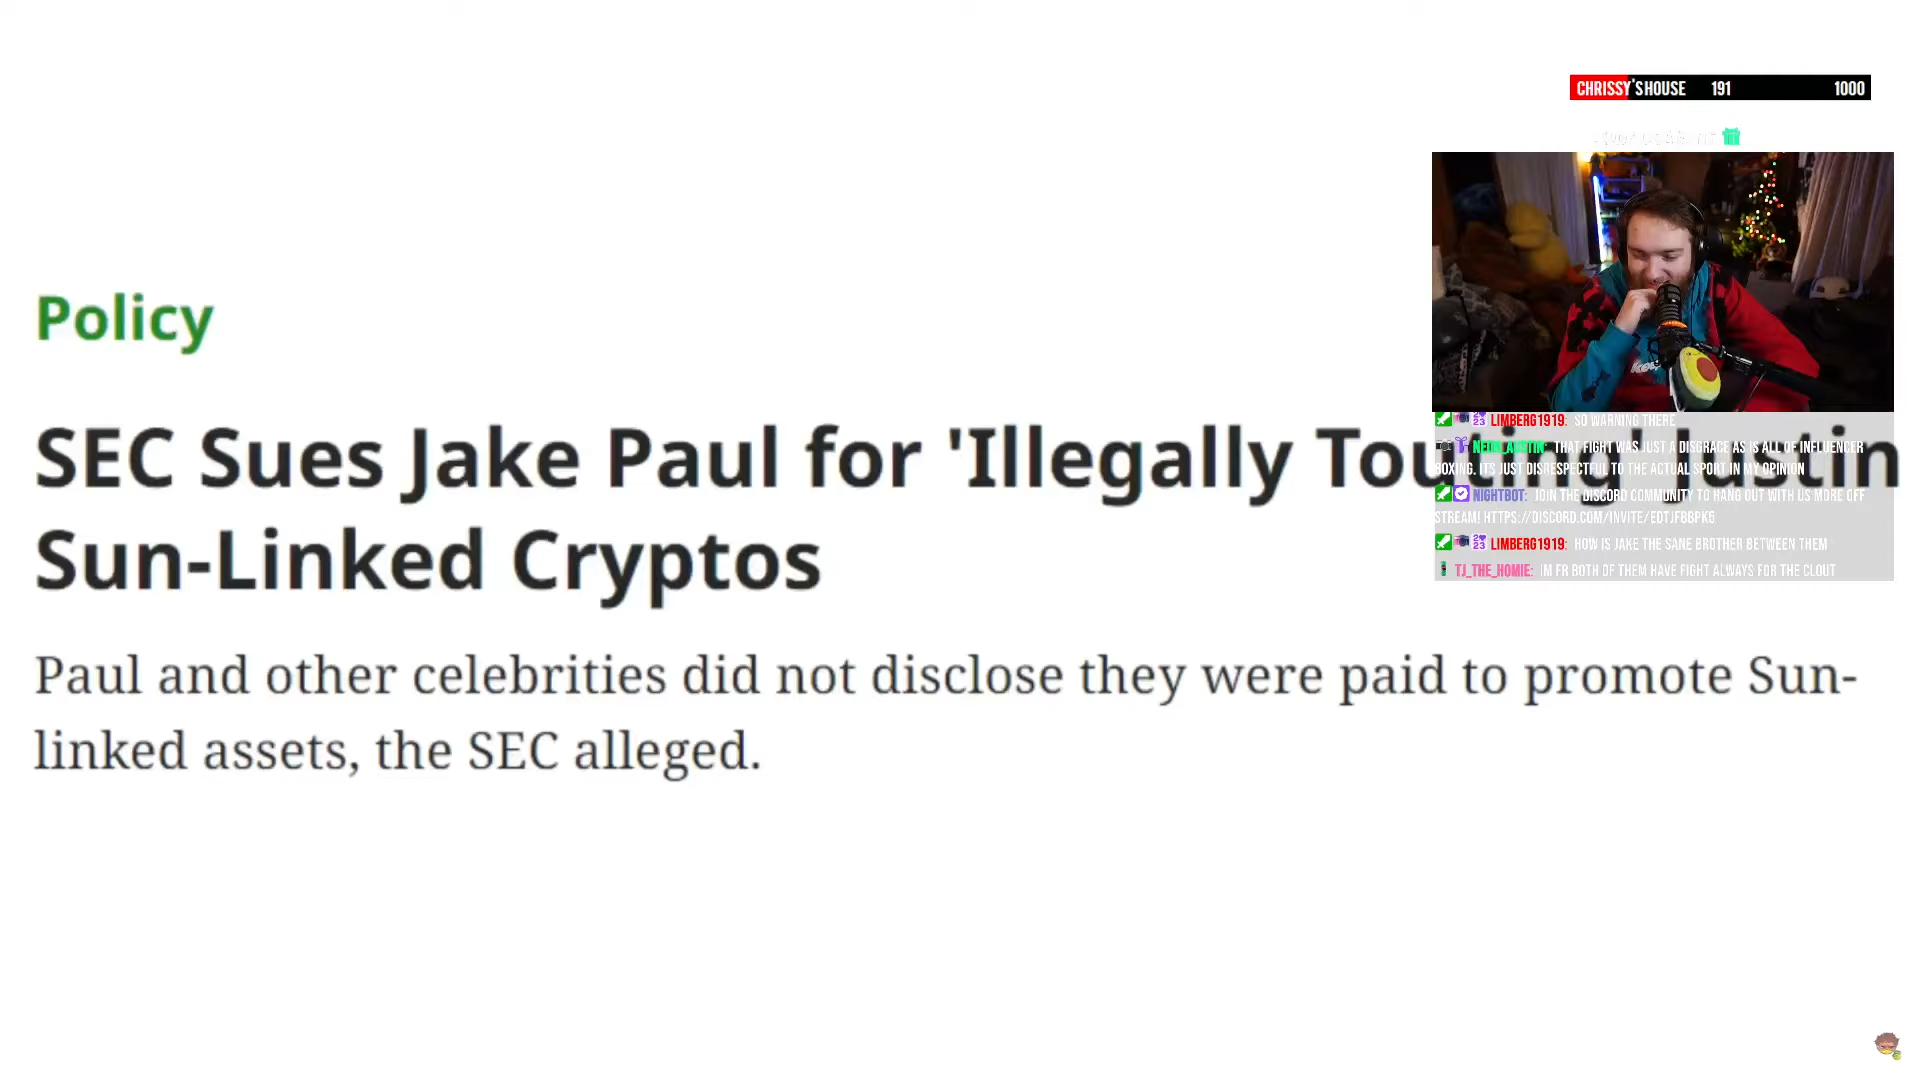 CHRISSY'SHOUSE 191 1000
Policy
SEC Sues Jake Paul for 'Illegally Touting' Justin
Sun-Linked Cryptos
Paul and other celebrities did not disclose they were paid to promote Sun-
linked assets, the SEC alleged.
LIMBERG1919: SO WARNING THERE
NEON_AUSTIN: THAT FIGHT WAS JUST A DISGRACE AS IS ALL OF INFLUENCER
BOXING. ITS JUST DISRESPECTFUL TO THE ACTUAL SPORT IN MY OPINION
NIGHTBOT: JOIN THE DISCORD COMMUNITY TO HANG OUT WITH US MORE OFF
STREAM! 
LIMBERG1919: HOW IS JAKE THE SANE BROTHER BETWEEN THEM
TJ_THE_HOMIE: IM FR BOTH OF THEM HAVE FIGHT ALWAYS FOR THE CLOUT